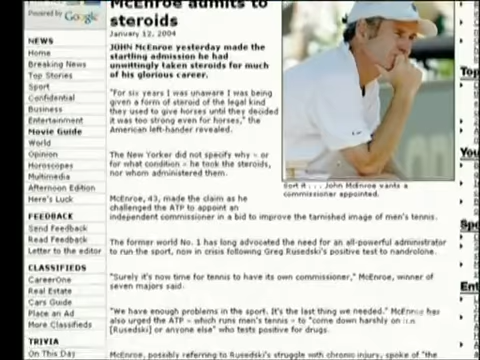 Powered by Google
McEnroe admits to
steroids
January 12, 2004
JOHN McEnroe yesterday made the
startling admission he had
unwittingly taken steroids for much
of his glorious career.
"For six years I was unaware I was being
given a form of steroid of the legal kind
they used to give horses until they decided
it was too strong even for horses," the
American left-hander revealed.
The New Yorker did not specify why - or
for what condition - he took the steroids,
nor whom administered them.
McEnroe, 43, made the claim as he
challenged the ATP to appoint an
independent commissioner in a bid to improve the tarnished image of men's tennis.
The former world No. 1 has long advocated the need for an all-powerful administrator
to run the sport, now in crisis following Greg Rusedski's positive test to nandrolone.
"Surely it's now time for tennis to have its own commissioner," McEnroe, winner of
seven majors said.
"We have enough problems in the sport. It's the last thing we needed." McEnroe has
also urged the ATP - which runs men's tennis - to "come down harshly on
[Rusedski] or anyone else" who tests positive for drugs.
McEnroe, possibly referring to Rusedski's struggle with chronic injury, spoke of "the
Sort it . . . John McEnroe wants a
commissioner appointed.
NEWS
Home
Breaking News
Top Stories
Sport
Confidential
Business
Entertainment
Movie Guide
World
Opinion
Horoscopes
Multimedia
Afternoon Edition
Here's Luck
FEEDBACK
Send Feedback
Read Feedback
Letter to the editor
CLASSIFIEDS
CareerOne
Real Estate
Cars Guide
Place an Ad
More Classifieds
TRIVIA
On This Day
Top
You
Spe
Ent